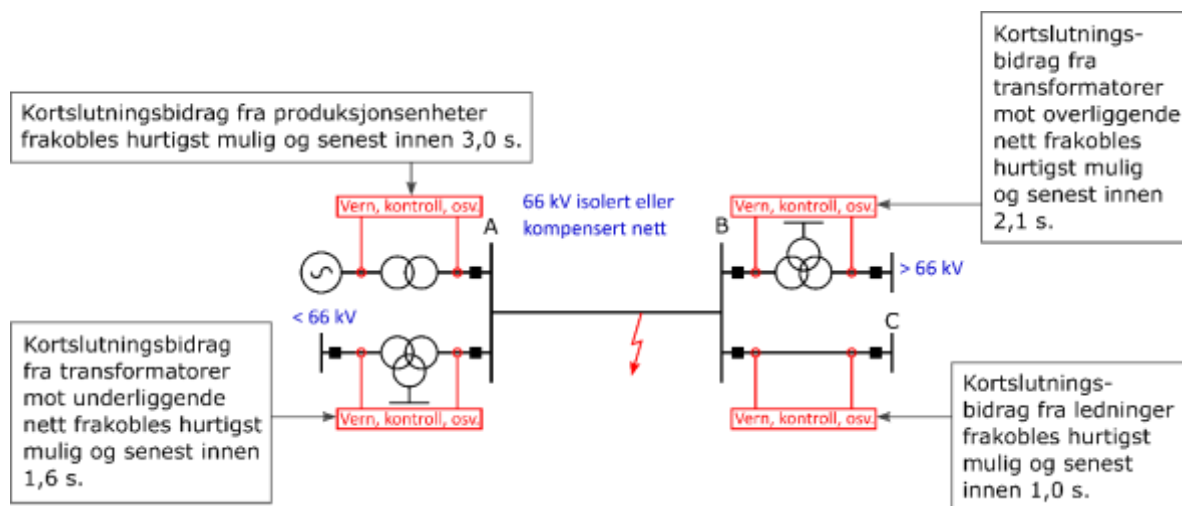 Kortslutningsbidrag fra produksjonsenheter
frakobles hurtigst mulig og senest innen 3,0 s.
Kortslutnings-
bidrag fra
transformatorer
mot overliggende
nett frakobles
hurtigst mulig
og senest innen
2,1 s.
Vern, kontroll, osv.
66 kV isolert eller
kompensert nett
Vern, kontroll, osv.
A
B
> 66 kV
< 66 kV
C
Kortslutningsbidrag
fra transformatorer
mot underliggende
nett frakobles hurtigst
mulig og senest innen
1,6 s.
Vern, kontroll, osv.
Vern, kontroll, osv.
Kortslutnings-
bidrag fra ledninger
frakobles hurtigst
mulig og senest
innen 1,0 s.